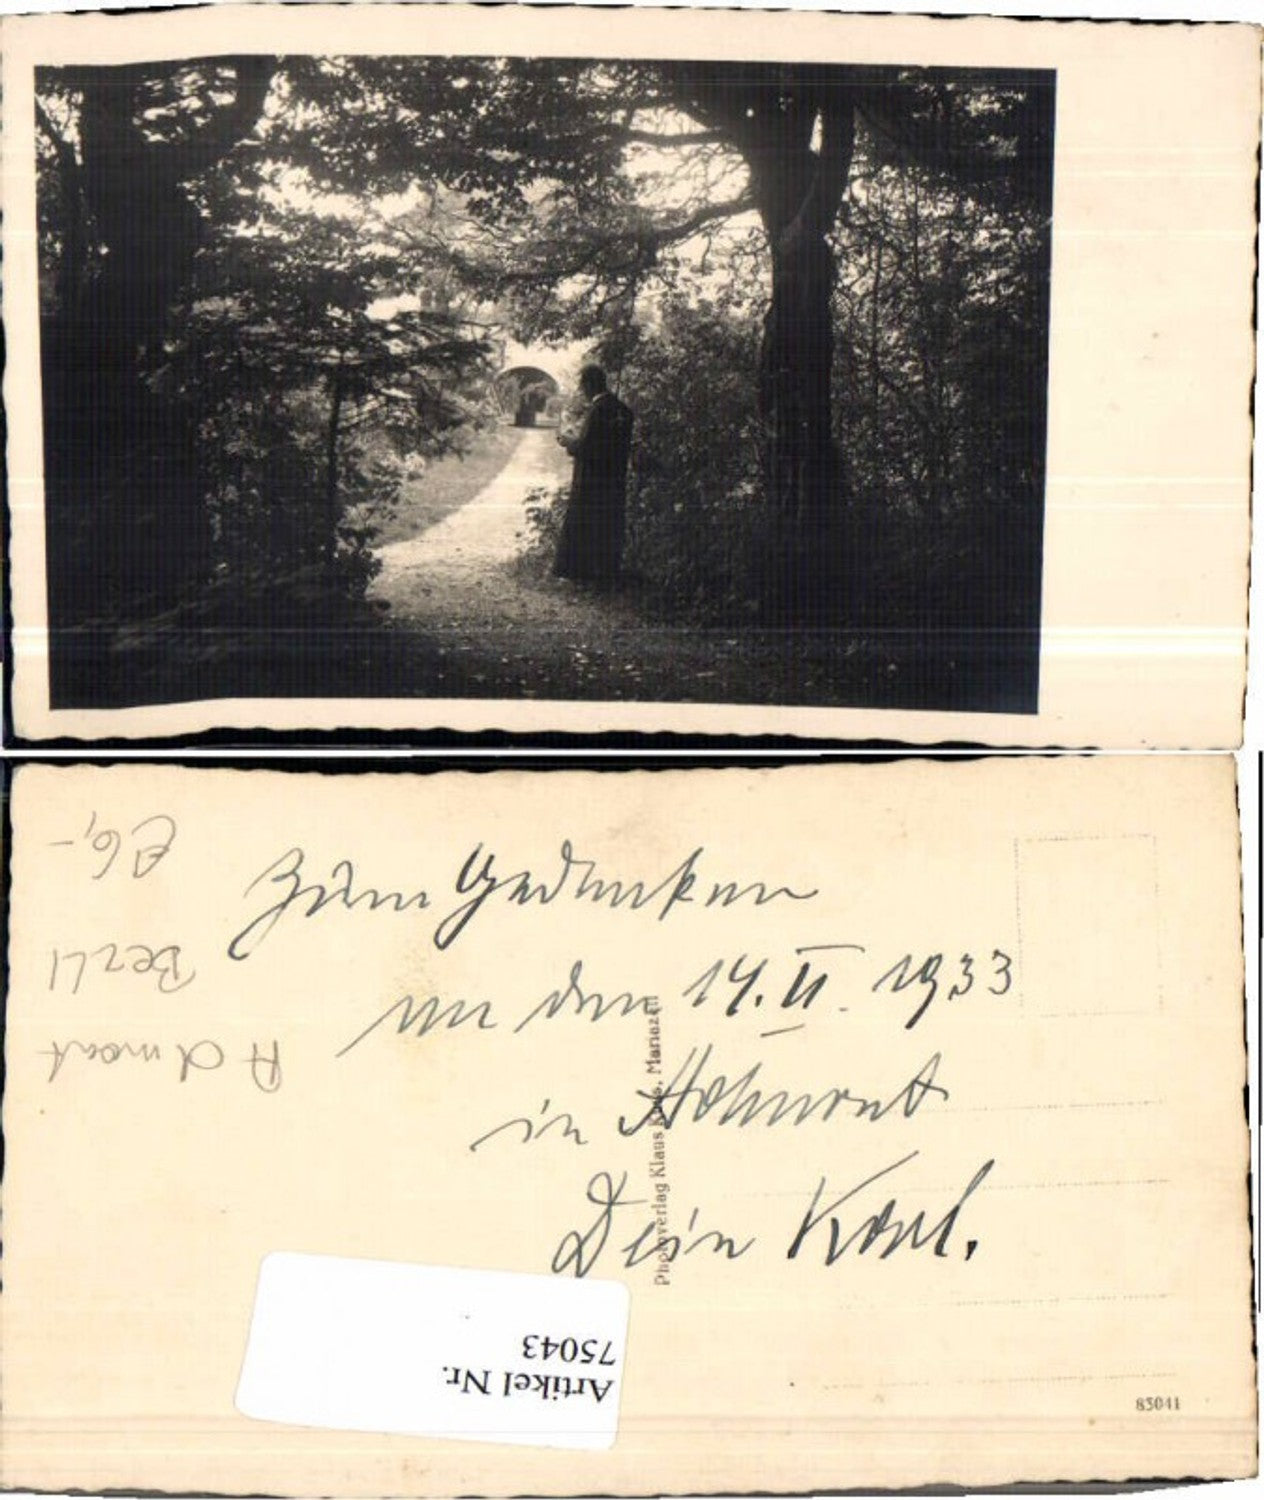 €6,-
Bez LI
Admont
Zum Gedenken
an den 14. II. 1933
in Admont
Dein Karl.
Photoverlag Klaus Mariazell
Artikel Nr.
75043
83041